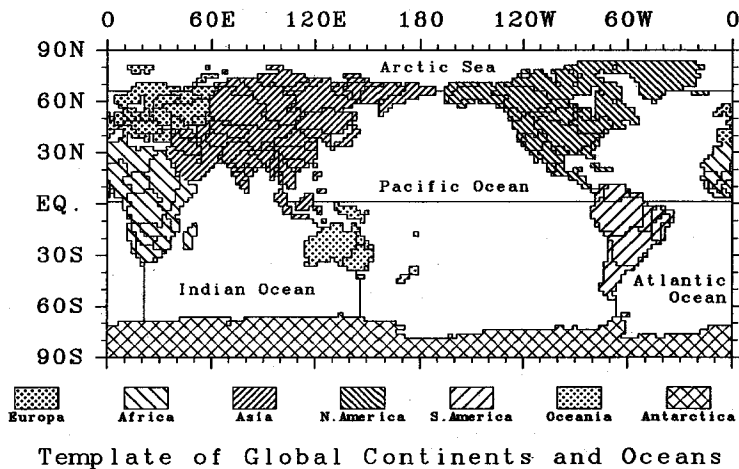 0 60E 120E 180 120W 60W 0
90N
Arctic Sea
60N
30N
Pacific Ocean
EQ.
30S
Indian Ocean
Atlantic
Ocean
60S
90S
Europa Africa Asia N.America S.America Oceania Antarctica
Template of Global Continents and Oceans